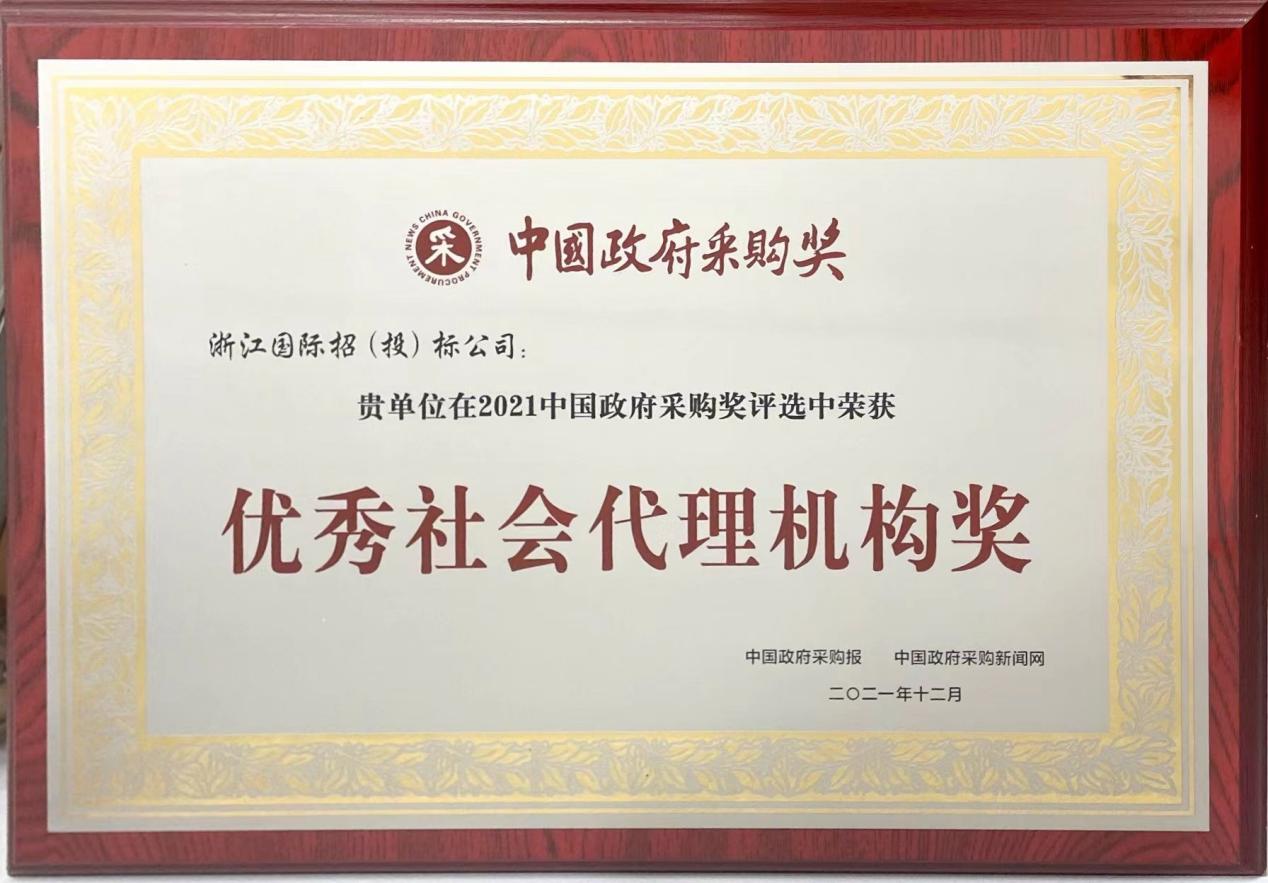 NEWS CHINA GOVERNMENT PROCUREMENT
采
中國政府采购奖
浙江国际招（投）标公司：
贵单位在2021中国政府采购奖评选中荣获
优秀社会代理机构奖
中国政府采购报 中国政府采购新闻网
二〇二一年十二月